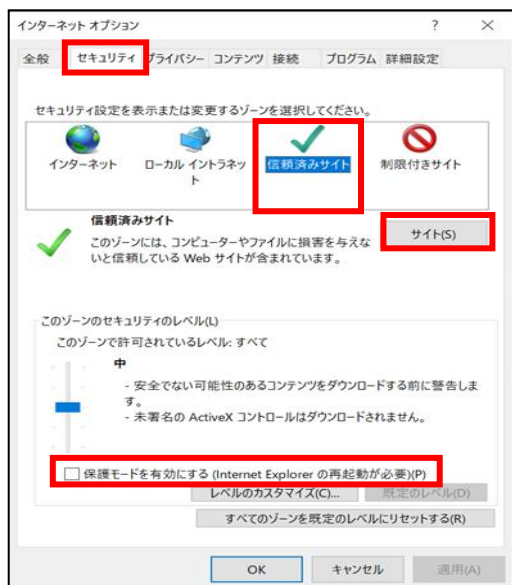 インターネット オプション
?
×
全般 セキュリティ プライバシー コンテンツ 接続 プログラム 詳細設定
セキュリティ設定を表示または変更するゾーンを選択してください。
インターネット
ローカル イントラネッ
ト
信頼済みサイト
制限付きサイト
信頼済みサイト
このゾーンには、コンピューターやファイルに損害を与えな
いと信頼している Web サイトが含まれています。
サイト(S)
このゾーンのセキュリティのレベル(L)
このゾーンで許可されているレベル: すべて
中
- 安全でない可能性のあるコンテンツをダウンロードする前に警告しま
す。
- 未署名の ActiveX コントロールはダウンロードされません。
保護モードを有効にする (Internet Explorer の再起動が必要)(P)
レベルのカスタマイズ(C)... 既定のレベル(D)
すべてのゾーンを既定のレベルにリセットする(R)
OK キャンセル 適用(A)